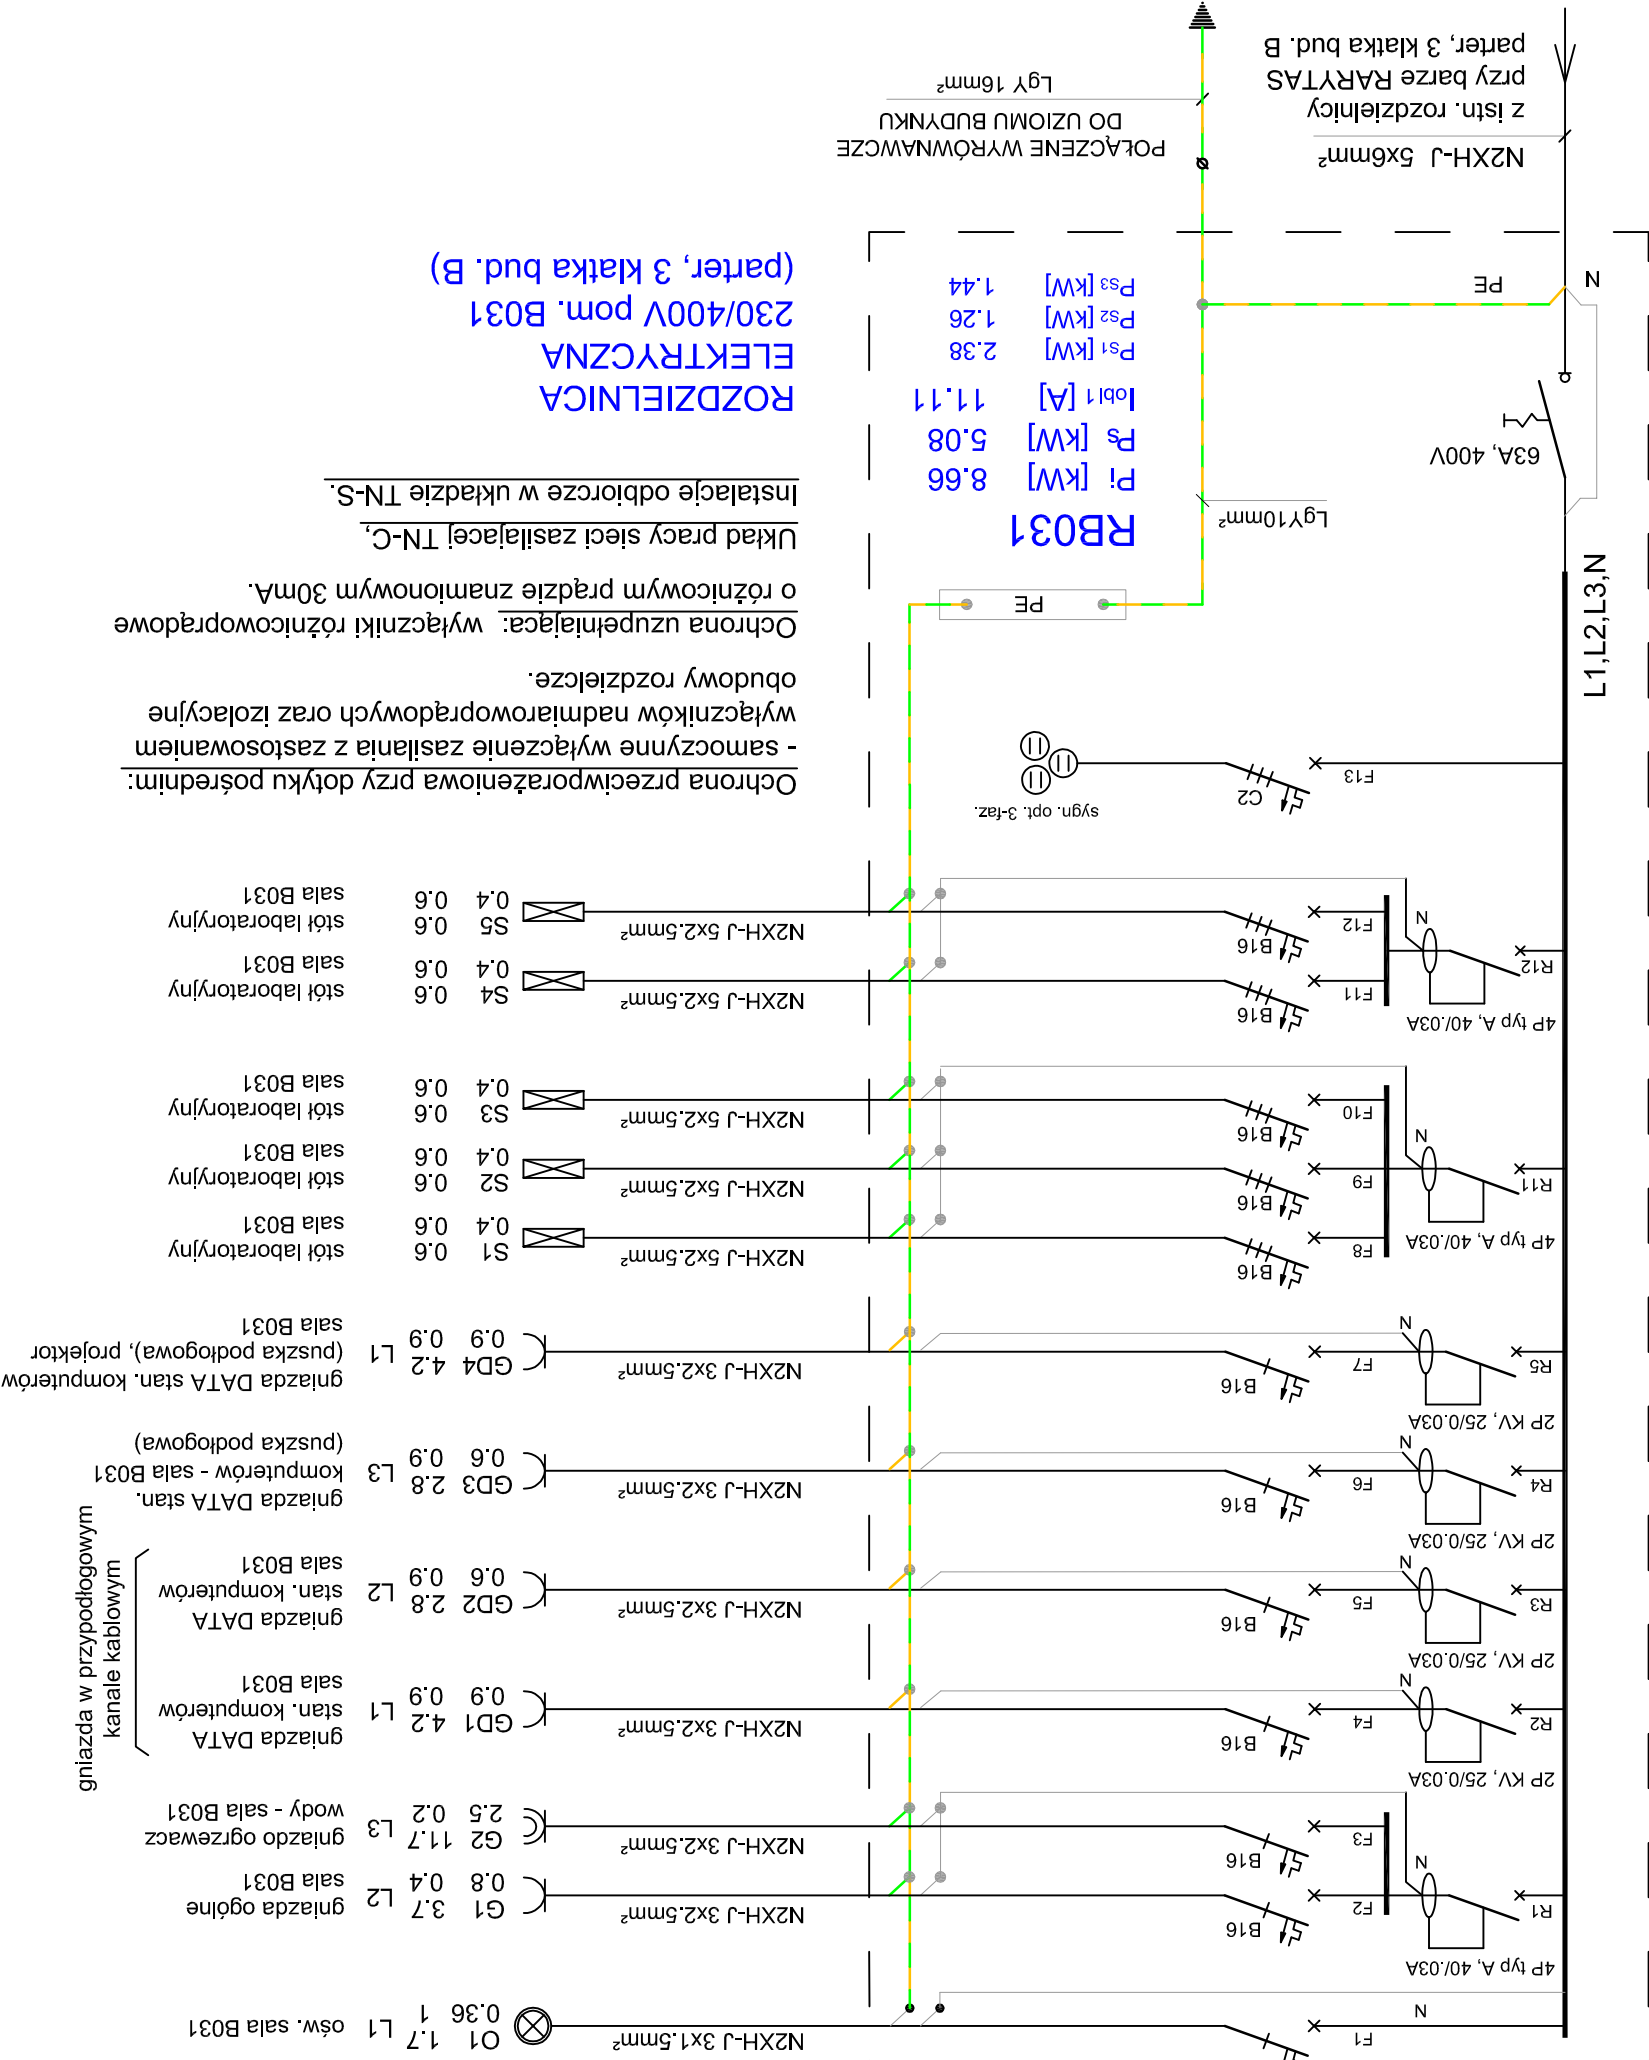 F1
N
N2XH-J 3x1.5mm²
O1 1.7
0.36 1
L1
ośw. sala B031
4P typ A, 40/.03A
R1
N
F2
B16
N2XH-J 3x2.5mm²
G1 3.7
0.8 0.4
L2
gniazda ogólne
sala B031
F3
B16
N2XH-J 3x2.5mm²
G2 11.7
2.5 0.2
L3
gniazdo ogrzewacz
wody - sala B031
2P KV, 25/0.03A
R2
N
F4
B16
N2XH-J 3x2.5mm²
GD1 4.2
0.9 0.9
L1
gniazda DATA
stan. komputerów
sala B031
gniazda w przypodłogowym
kanale kablowym
2P KV, 25/0.03A
R3
N
F5
B16
N2XH-J 3x2.5mm²
GD2 2.8
0.6 0.9
L2
gniazda DATA
stan. komputerów
sala B031
2P KV, 25/0.03A
R4
N
F6
B16
N2XH-J 3x2.5mm²
GD3 2.8
0.6 0.9
L3
gniazda DATA stan.
komputerów - sala B031
(puszka podłogowa)
2P KV, 25/0.03A
R5
N
F7
B16
N2XH-J 3x2.5mm²
GD4 4.2
0.9 0.9
L1
gniazda DATA stan. komputerów
(puszka podłogowa), projektor
sala B031
4P typ A, 40/.03A
R11
N
F8
B16
N2XH-J 5x2.5mm²
S1 0.6
0.4 0.6
stół laboratoryjny
sala B031
F9
B16
N2XH-J 5x2.5mm²
S2 0.6
0.4 0.6
stół laboratoryjny
sala B031
F10
B16
N2XH-J 5x2.5mm²
S3 0.6
0.4 0.6
stół laboratoryjny
sala B031
4P typ A, 40/.03A
R12
N
F11
B16
N2XH-J 5x2.5mm²
S4 0.6
0.4 0.6
stół laboratoryjny
sala B031
F12
B16
N2XH-J 5x2.5mm²
S5 0.6
0.4 0.6
stół laboratoryjny
sala B031
F13
C2
sygn. opt. 3-faz.
L1,L2,L3,N
Ochrona przeciwporażeniowa przy dotyku pośrednim:
- samoczynne wyłączenie zasilania z zastosowaniem
wyłączników nadmiarowoprądowych oraz izolacyjne
obudowy rozdzielcze.
Ochrona uzupełniająca: wyłączniki różnicowoprądowe
o różnicowym prądzie znamionowym 30mA.
Układ pracy sieci zasilającej TN-C,
Instalacje odbiorcze w układzie TN-S.
PE
LgY10mm²
RB031
Pi [kW] 8.66
Ps [kW] 5.08
Iobl1 [A] 11.11
Ps1 [kW] 2.38
Ps2 [kW] 1.26
Ps3 [kW] 1.44
63A, 400V
PE
N
ROZDZIELNICA
ELEKTRYCZNA
230/400V pom. B031
(parter, 3 klatka bud. B)
POŁĄCZENE WYRÓWNAWCZE
DO UZIOMU BUDYNKU
LgY 16mm²
N2XH-J 5x6mm²
z istn. rozdzielnicy
przy barze RARYTAS
parter, 3 klatka bud. B